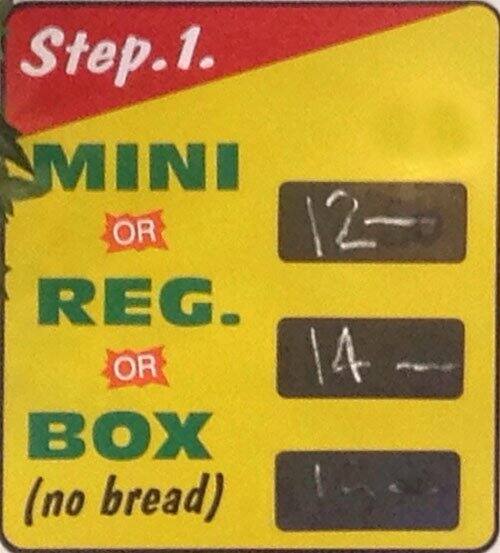 Step.1.
MINI
12-
OR
REG.
14 -
OR
BOX
(no bread)